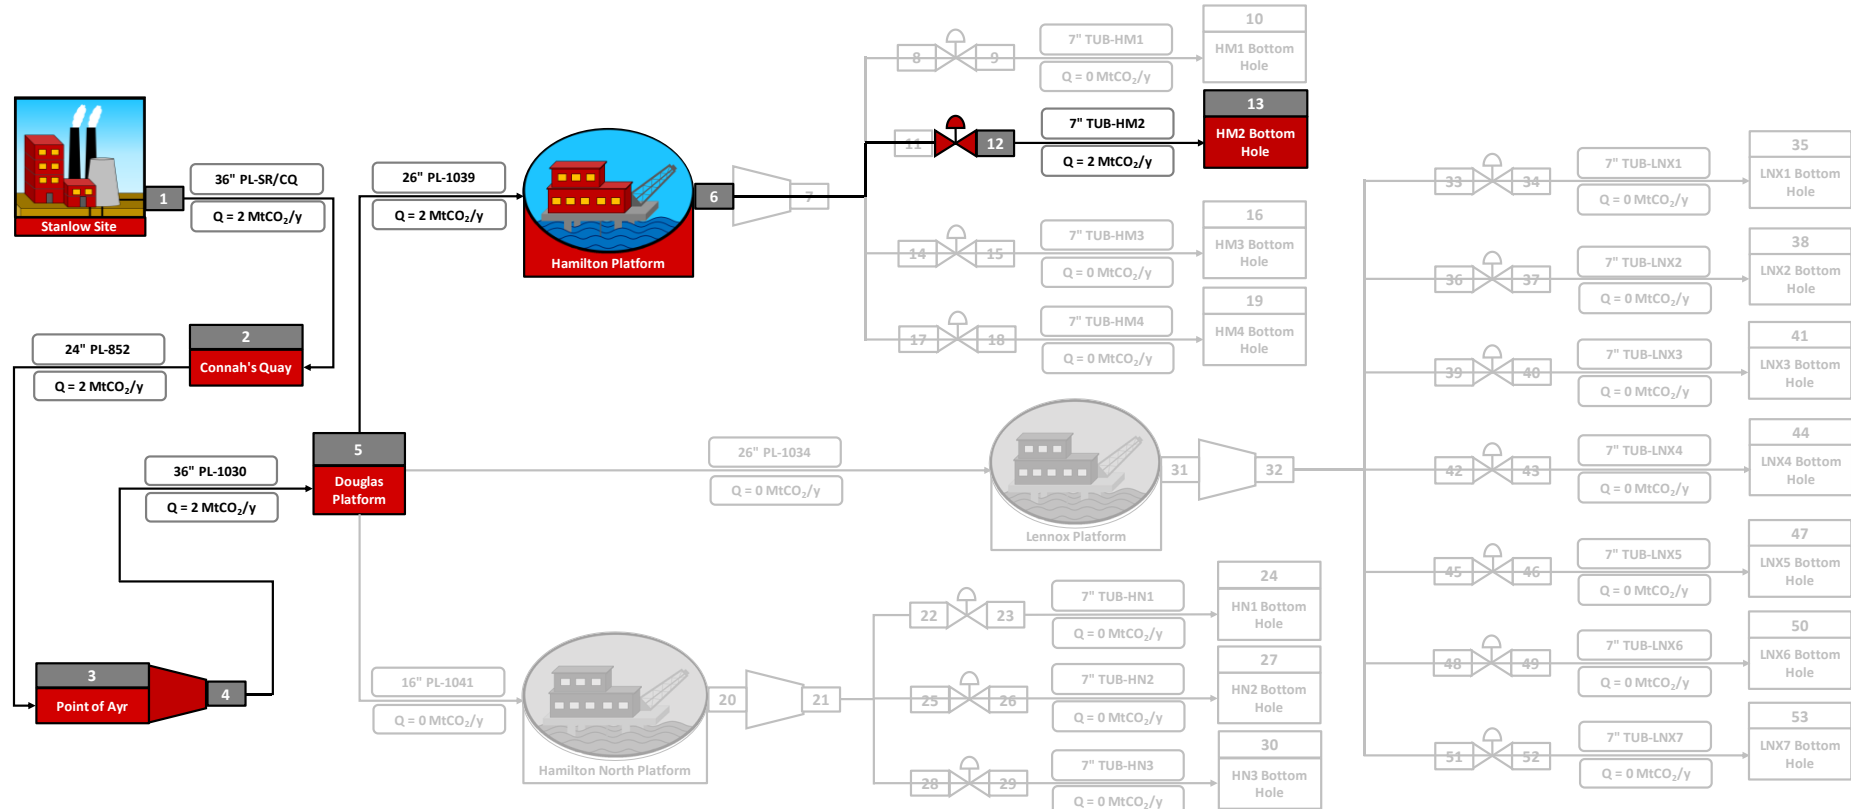 1
Stanlow Site
36" PL-SR/CQ
Q = 2 MtCO₂/y
2
Connah's Quay
24" PL-852
Q = 2 MtCO₂/y
3
Point of Ayr
4
36" PL-1030
Q = 2 MtCO₂/y
5
Douglas
Platform
26" PL-1039
Q = 2 MtCO₂/y
Hamilton Platform
6
7
8
9
7" TUB-HM1
Q = 0 MtCO₂/y
10
HM1 Bottom
Hole
11
12
7" TUB-HM2
Q = 2 MtCO₂/y
13
HM2 Bottom
Hole
14
15
7" TUB-HM3
Q = 0 MtCO₂/y
16
HM3 Bottom
Hole
17
18
7" TUB-HM4
Q = 0 MtCO₂/y
19
HM4 Bottom
Hole
26" PL-1034
Q = 0 MtCO₂/y
Lennox Platform
31
32
16" PL-1041
Q = 0 MtCO₂/y
Hamilton North Platform
20
21
22
23
7" TUB-HN1
Q = 0 MtCO₂/y
24
HN1 Bottom
Hole
25
26
7" TUB-HN2
Q = 0 MtCO₂/y
27
HN2 Bottom
Hole
28
29
7" TUB-HN3
Q = 0 MtCO₂/y
30
HN3 Bottom
Hole
33
34
7" TUB-LNX1
Q = 0 MtCO₂/y
35
LNX1 Bottom
Hole
36
37
7" TUB-LNX2
Q = 0 MtCO₂/y
38
LNX2 Bottom
Hole
39
40
7" TUB-LNX3
Q = 0 MtCO₂/y
41
LNX3 Bottom
Hole
42
43
7" TUB-LNX4
Q = 0 MtCO₂/y
44
LNX4 Bottom
Hole
45
46
7" TUB-LNX5
Q = 0 MtCO₂/y
47
LNX5 Bottom
Hole
48
49
7" TUB-LNX6
Q = 0 MtCO₂/y
50
LNX6 Bottom
Hole
51
52
7" TUB-LNX7
Q = 0 MtCO₂/y
53
LNX7 Bottom
Hole